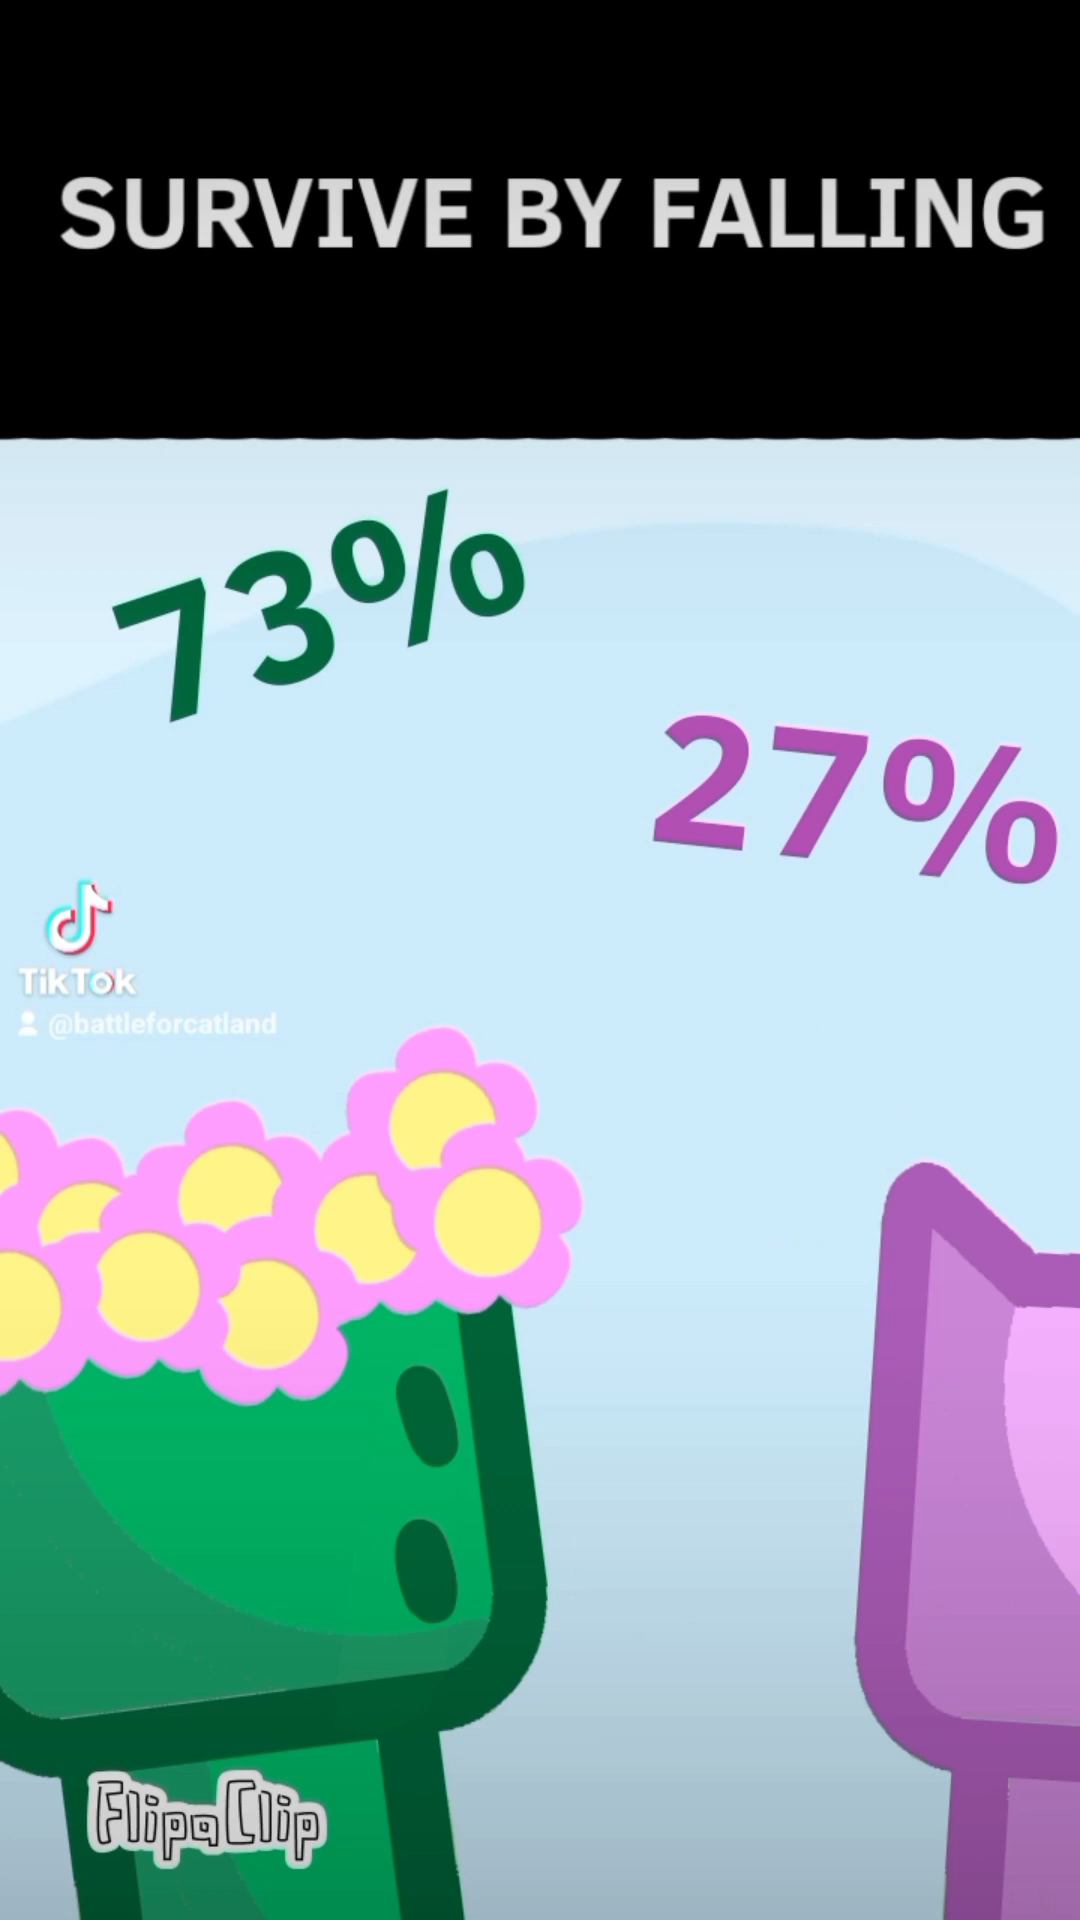 SURVIVE BY FALLING
73%
27%
TikTok
@battleforcatland
FlipaClip